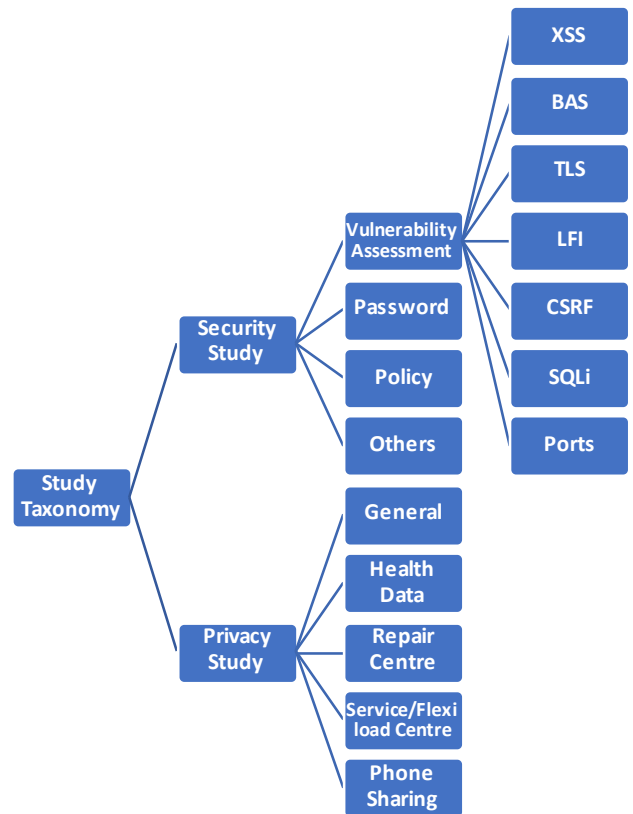 XSS
BAS
TLS
Vulnerability
Assessment
LFI
Password
CSRF
Security
Study
Policy
SQLi
Others
Ports
Study
Taxonomy
General
Health
Data
Privacy
Study
Repair
Centre
Service/Flexi
load Centre
Phone
Sharing